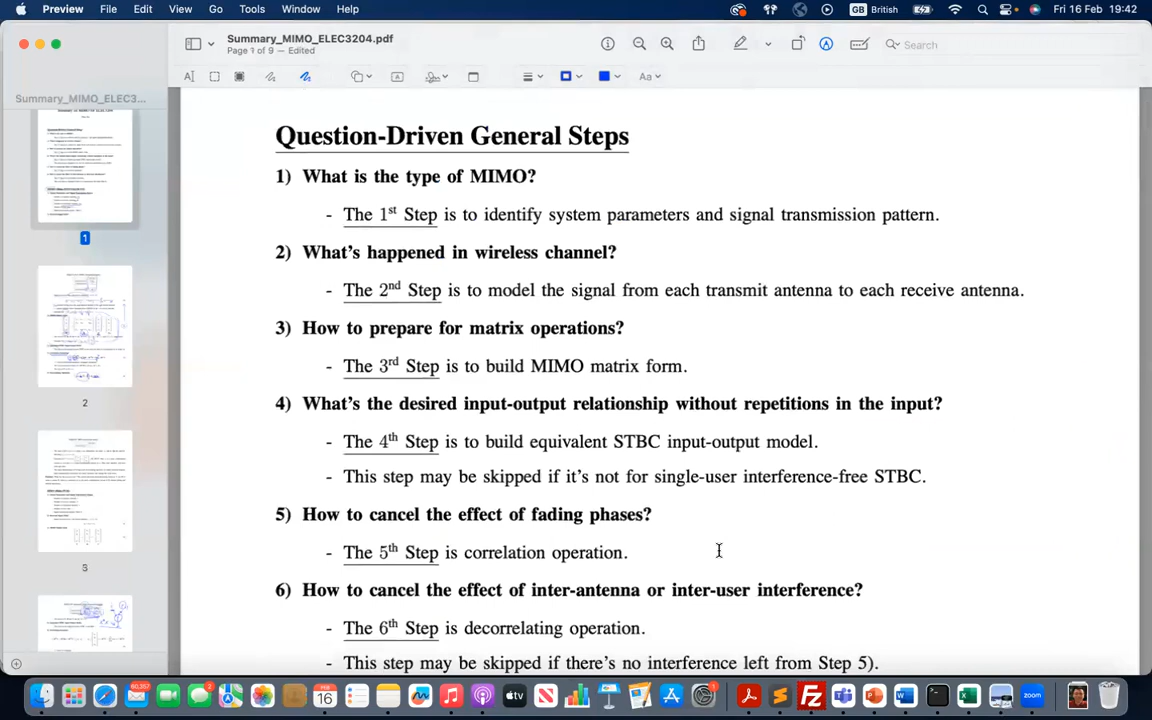 Preview File Edit View Go Tools Window Help GB British Fri 16 Feb 19:42
Summary_MIMO_ELEC3204.pdf
Page 1 of 9 — Edited
Search
Aa
Summary_MIMO_ELEC3...
1
2
3
Question-Driven General Steps
1) What is the type of MIMO?
- The 1st Step is to identify system parameters and signal transmission pattern.
2) What's happened in wireless channel?
- The 2nd Step is to model the signal from each transmit antenna to each receive antenna.
3) How to prepare for matrix operations?
- The 3rd Step is to build MIMO matrix form.
4) What's the desired input-output relationship without repetitions in the input?
- The 4th Step is to build equivalent STBC input-output model.
- This step may be skipped if it's not for single-user interference-free STBC.
5) How to cancel the effect of fading phases?
- The 5th Step is correlation operation.
6) How to cancel the effect of inter-antenna or inter-user interference?
- The 6th Step is decorrelating operation.
- This step may be skipped if there's no interference left from Step 5).
FEB
16
tv
zoom